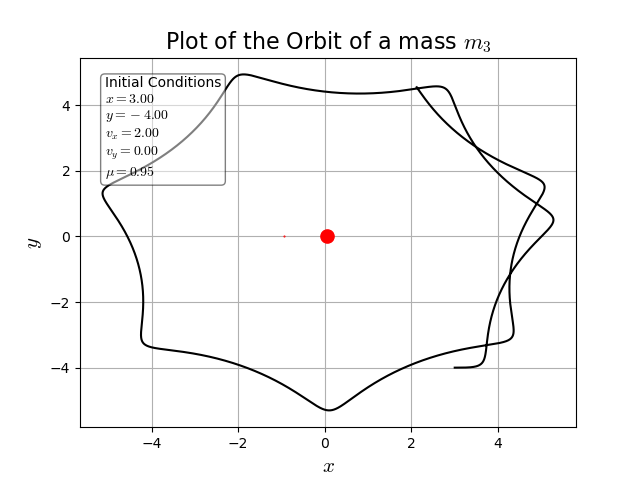 Plot of the Orbit of a mass m₃
Initial Conditions
x = 3.00
y = − 4.00
vₓ = 2.00
v_y = 0.00
μ = 0.95
4
2
0
−2
−4
y
−4
−2
0
2
4
x